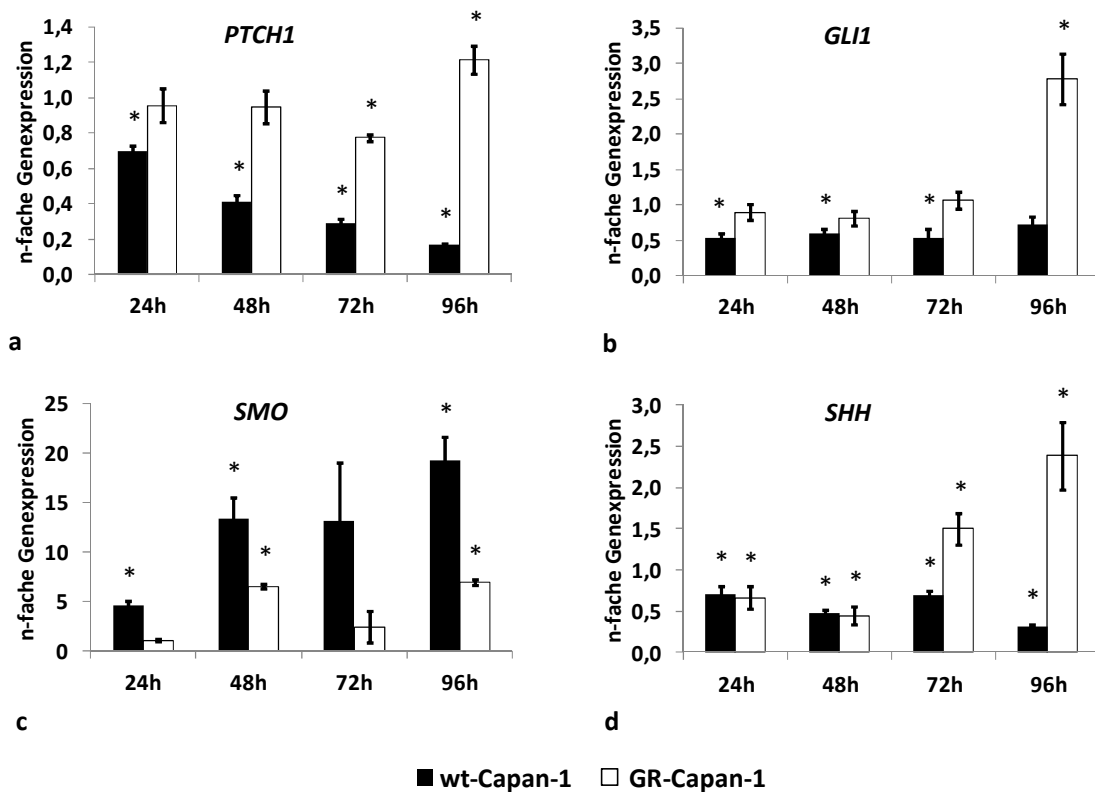 PTCH1
n-fache Genexpression
1,4
1,2
1,0
0,8
0,6
0,4
0,2
0,0
* * * * * *
24h 48h 72h 96h
a
GLI1
n-fache Genexpression
3,5
3,0
2,5
2,0
1,5
1,0
0,5
0,0
* * * *
24h 48h 72h 96h
b
SMO
n-fache Genexpression
25
20
15
10
5
0
* * * * *
24h 48h 72h 96h
c
SHH
n-fache Genexpression
3,0
2,5
2,0
1,5
1,0
0,5
0,0
* * * * * * * *
24h 48h 72h 96h
d
wt-Capan-1 GR-Capan-1